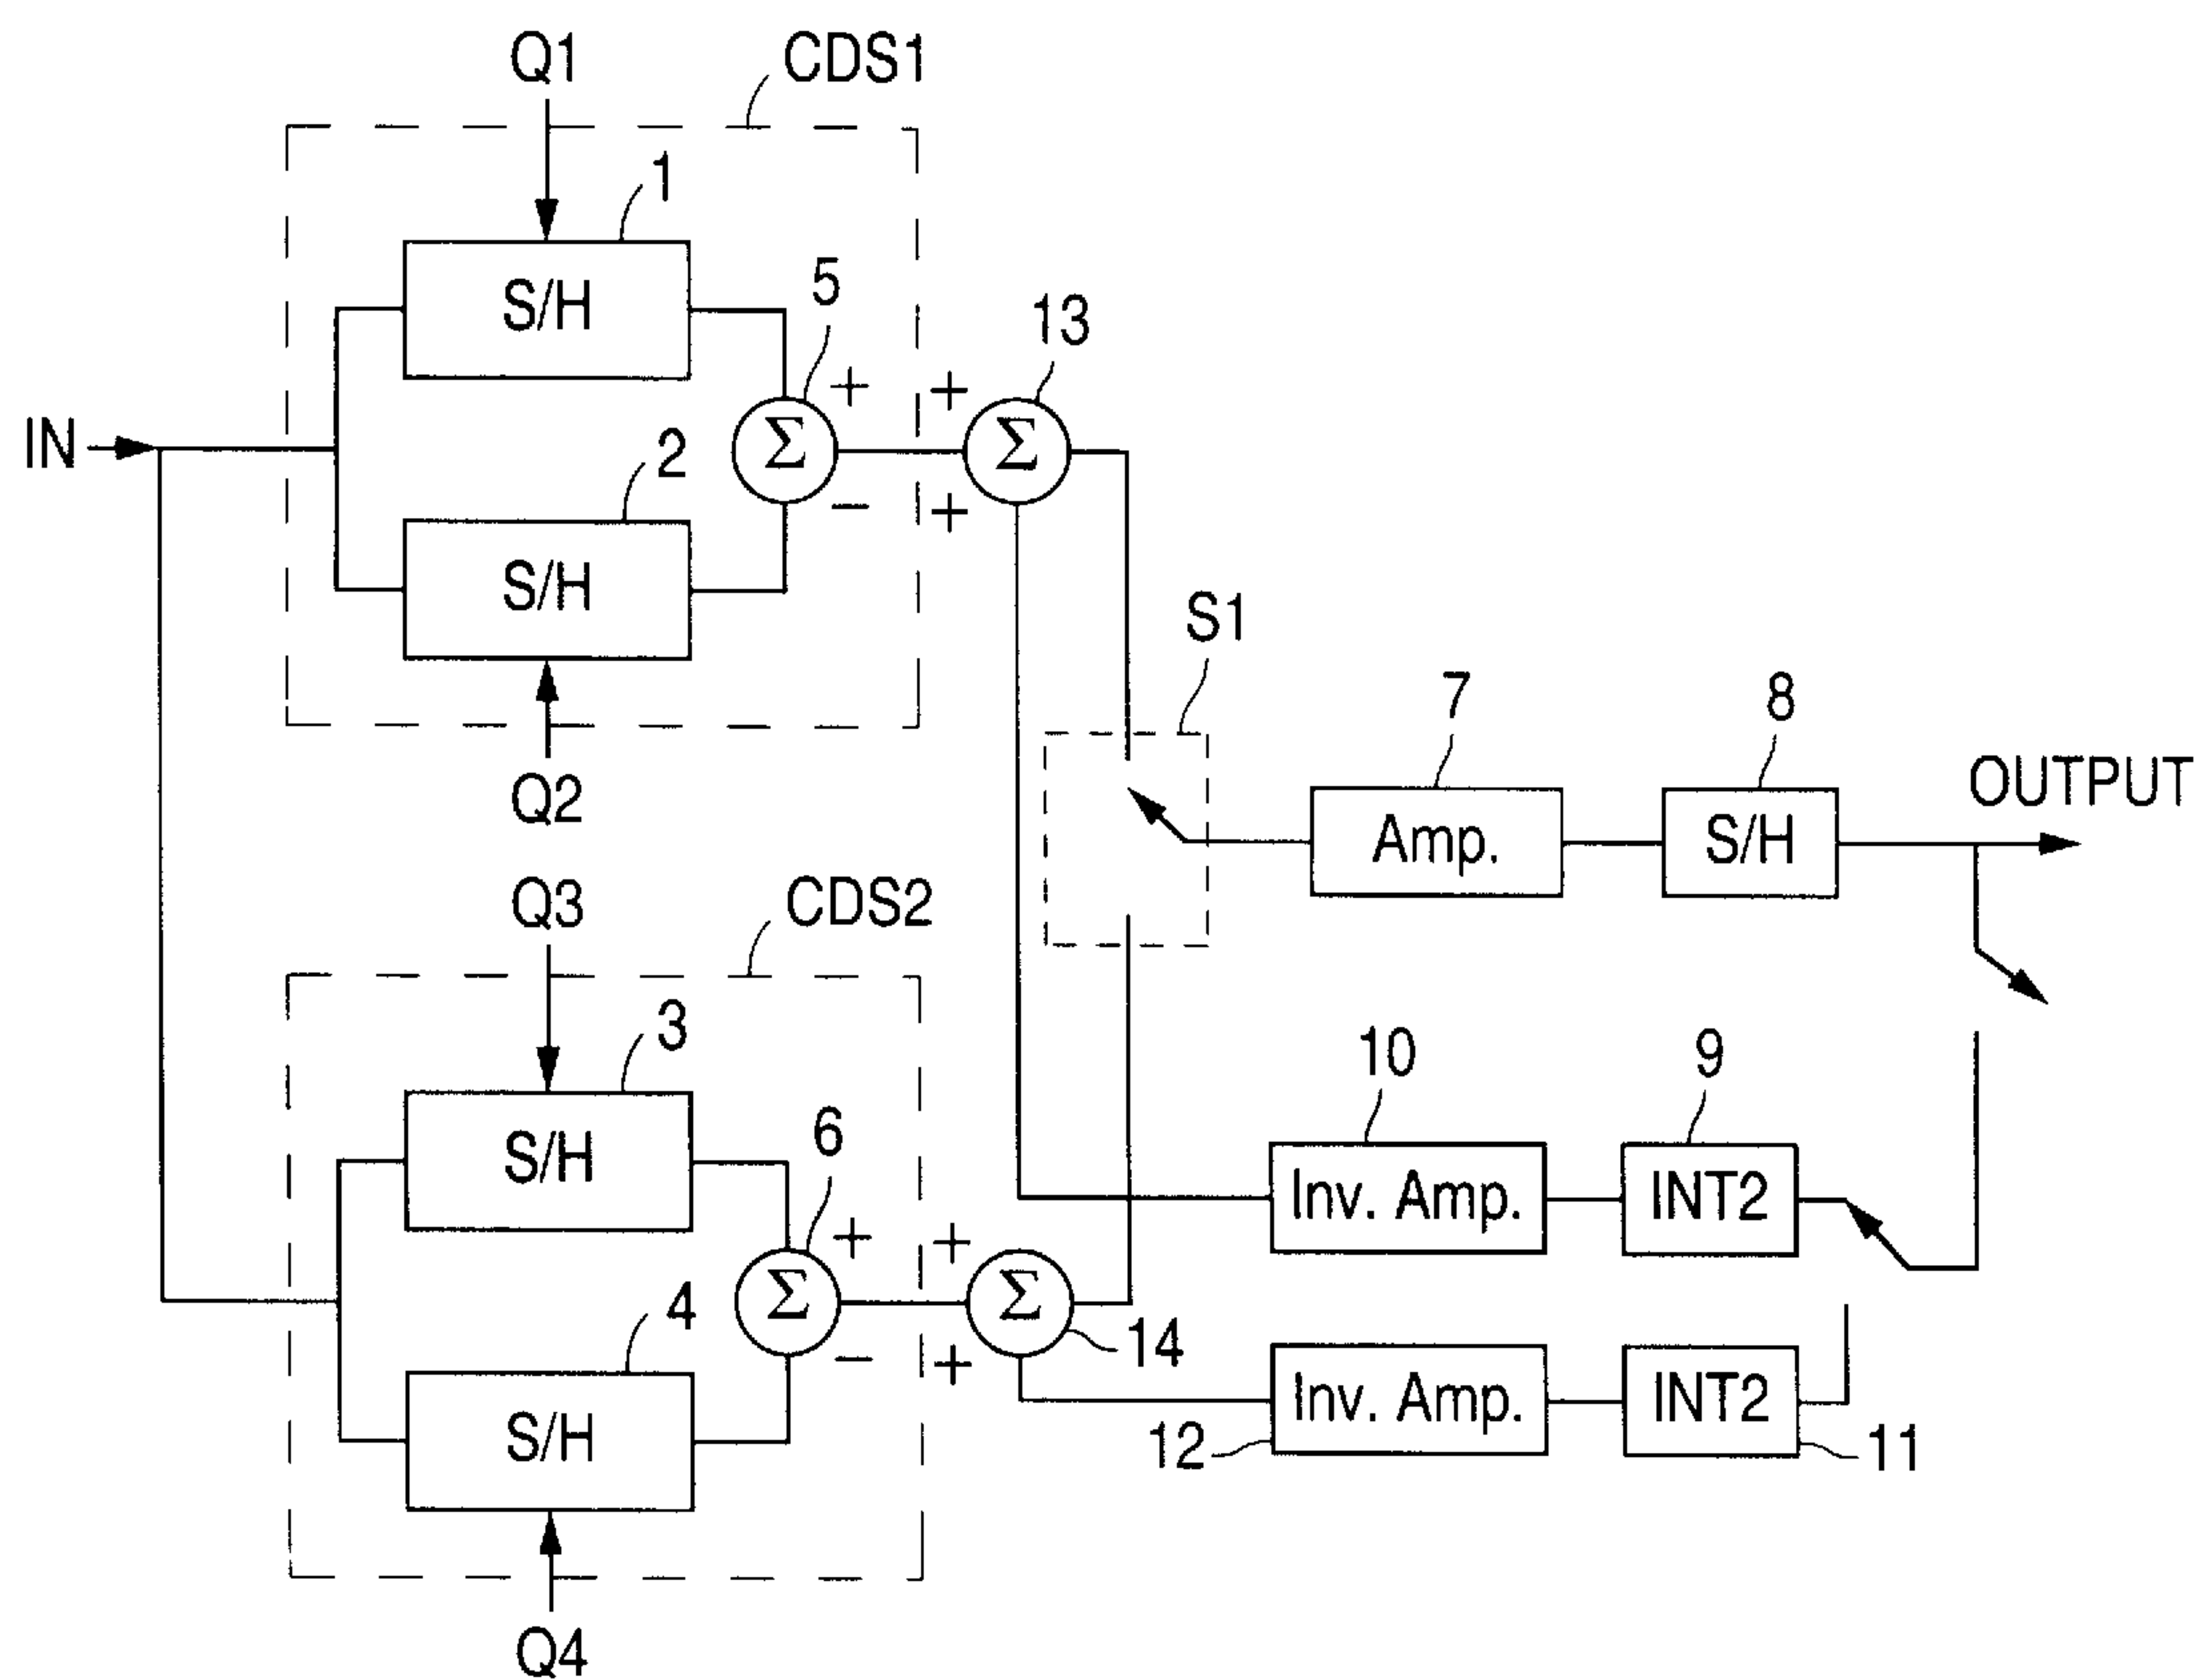 Q1
CDS1
1
S/H
5
+
-
2
S/H
Q2
IN
13
+
+
Σ
Σ
S1
7
Amp.
8
S/H
OUTPUT
Q3
CDS2
3
S/H
6
+
-
Σ
4
S/H
Q4
+
+
Σ
14
10
Inv. Amp.
9
INT2
12
Inv. Amp.
INT2
11